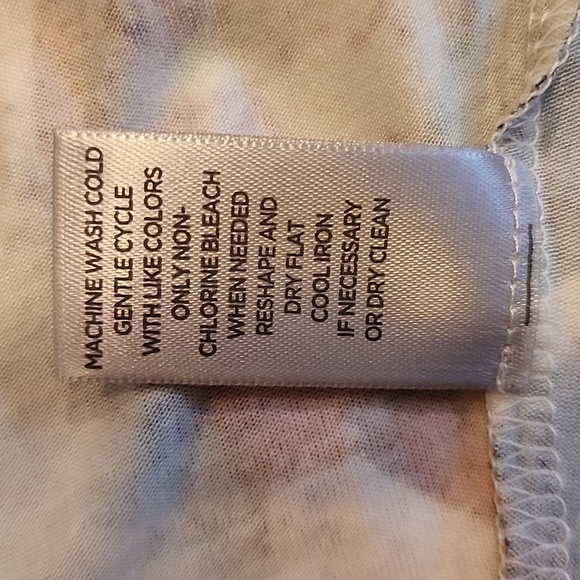 MACHINE WASH COLD
GENTLE CYCLE
WITH LIKE COLORS
ONLY NON-
CHLORINE BLEACH
WHEN NEEDED
RESHAPE AND
DRY FLAT
COOL IRON
IF NECESSARY
OR DRY CLEAN